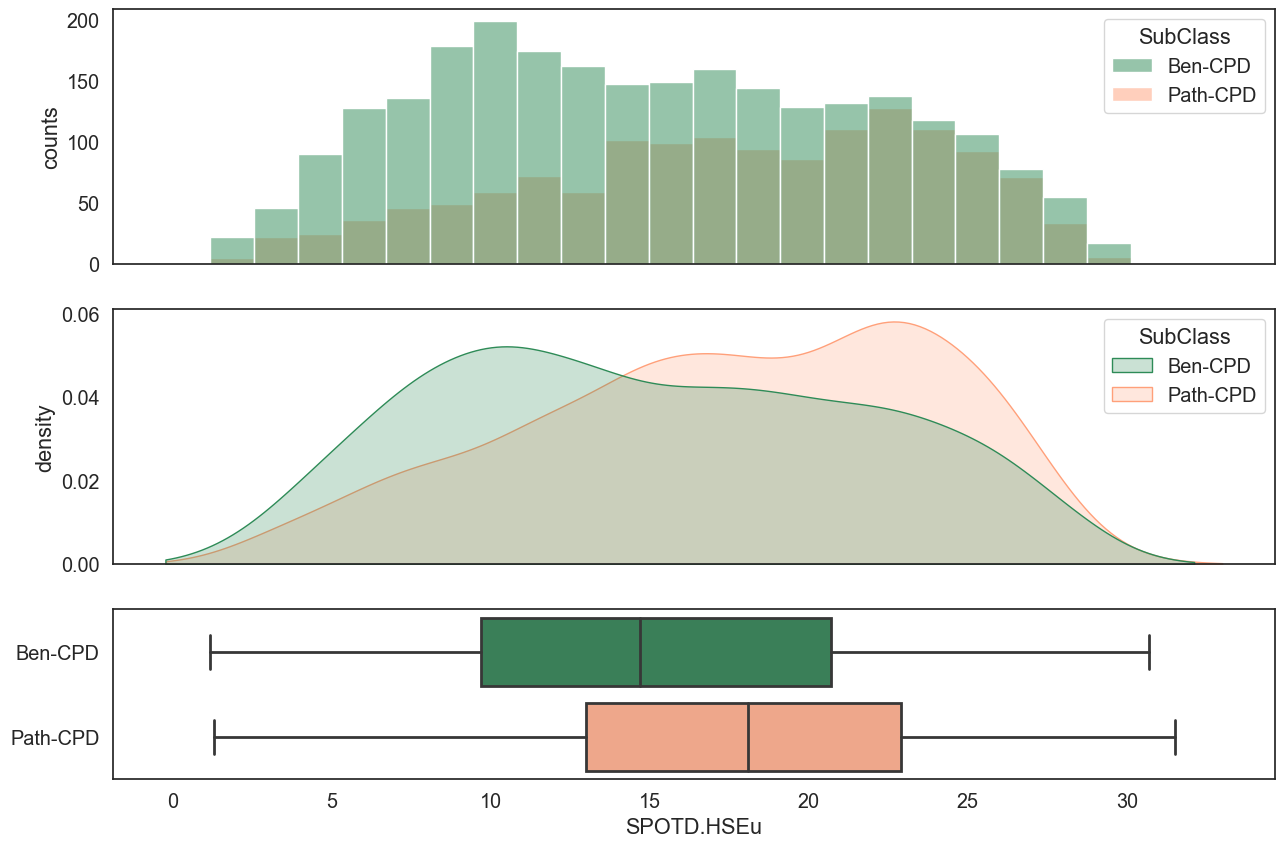 200
150
100
50
0
counts
SubClass
Ben-CPD
Path-CPD
0.06
0.04
0.02
0.00
density
SubClass
Ben-CPD
Path-CPD
Ben-CPD
Path-CPD
0 5 10 15 20 25 30
SPOTD.HSEu